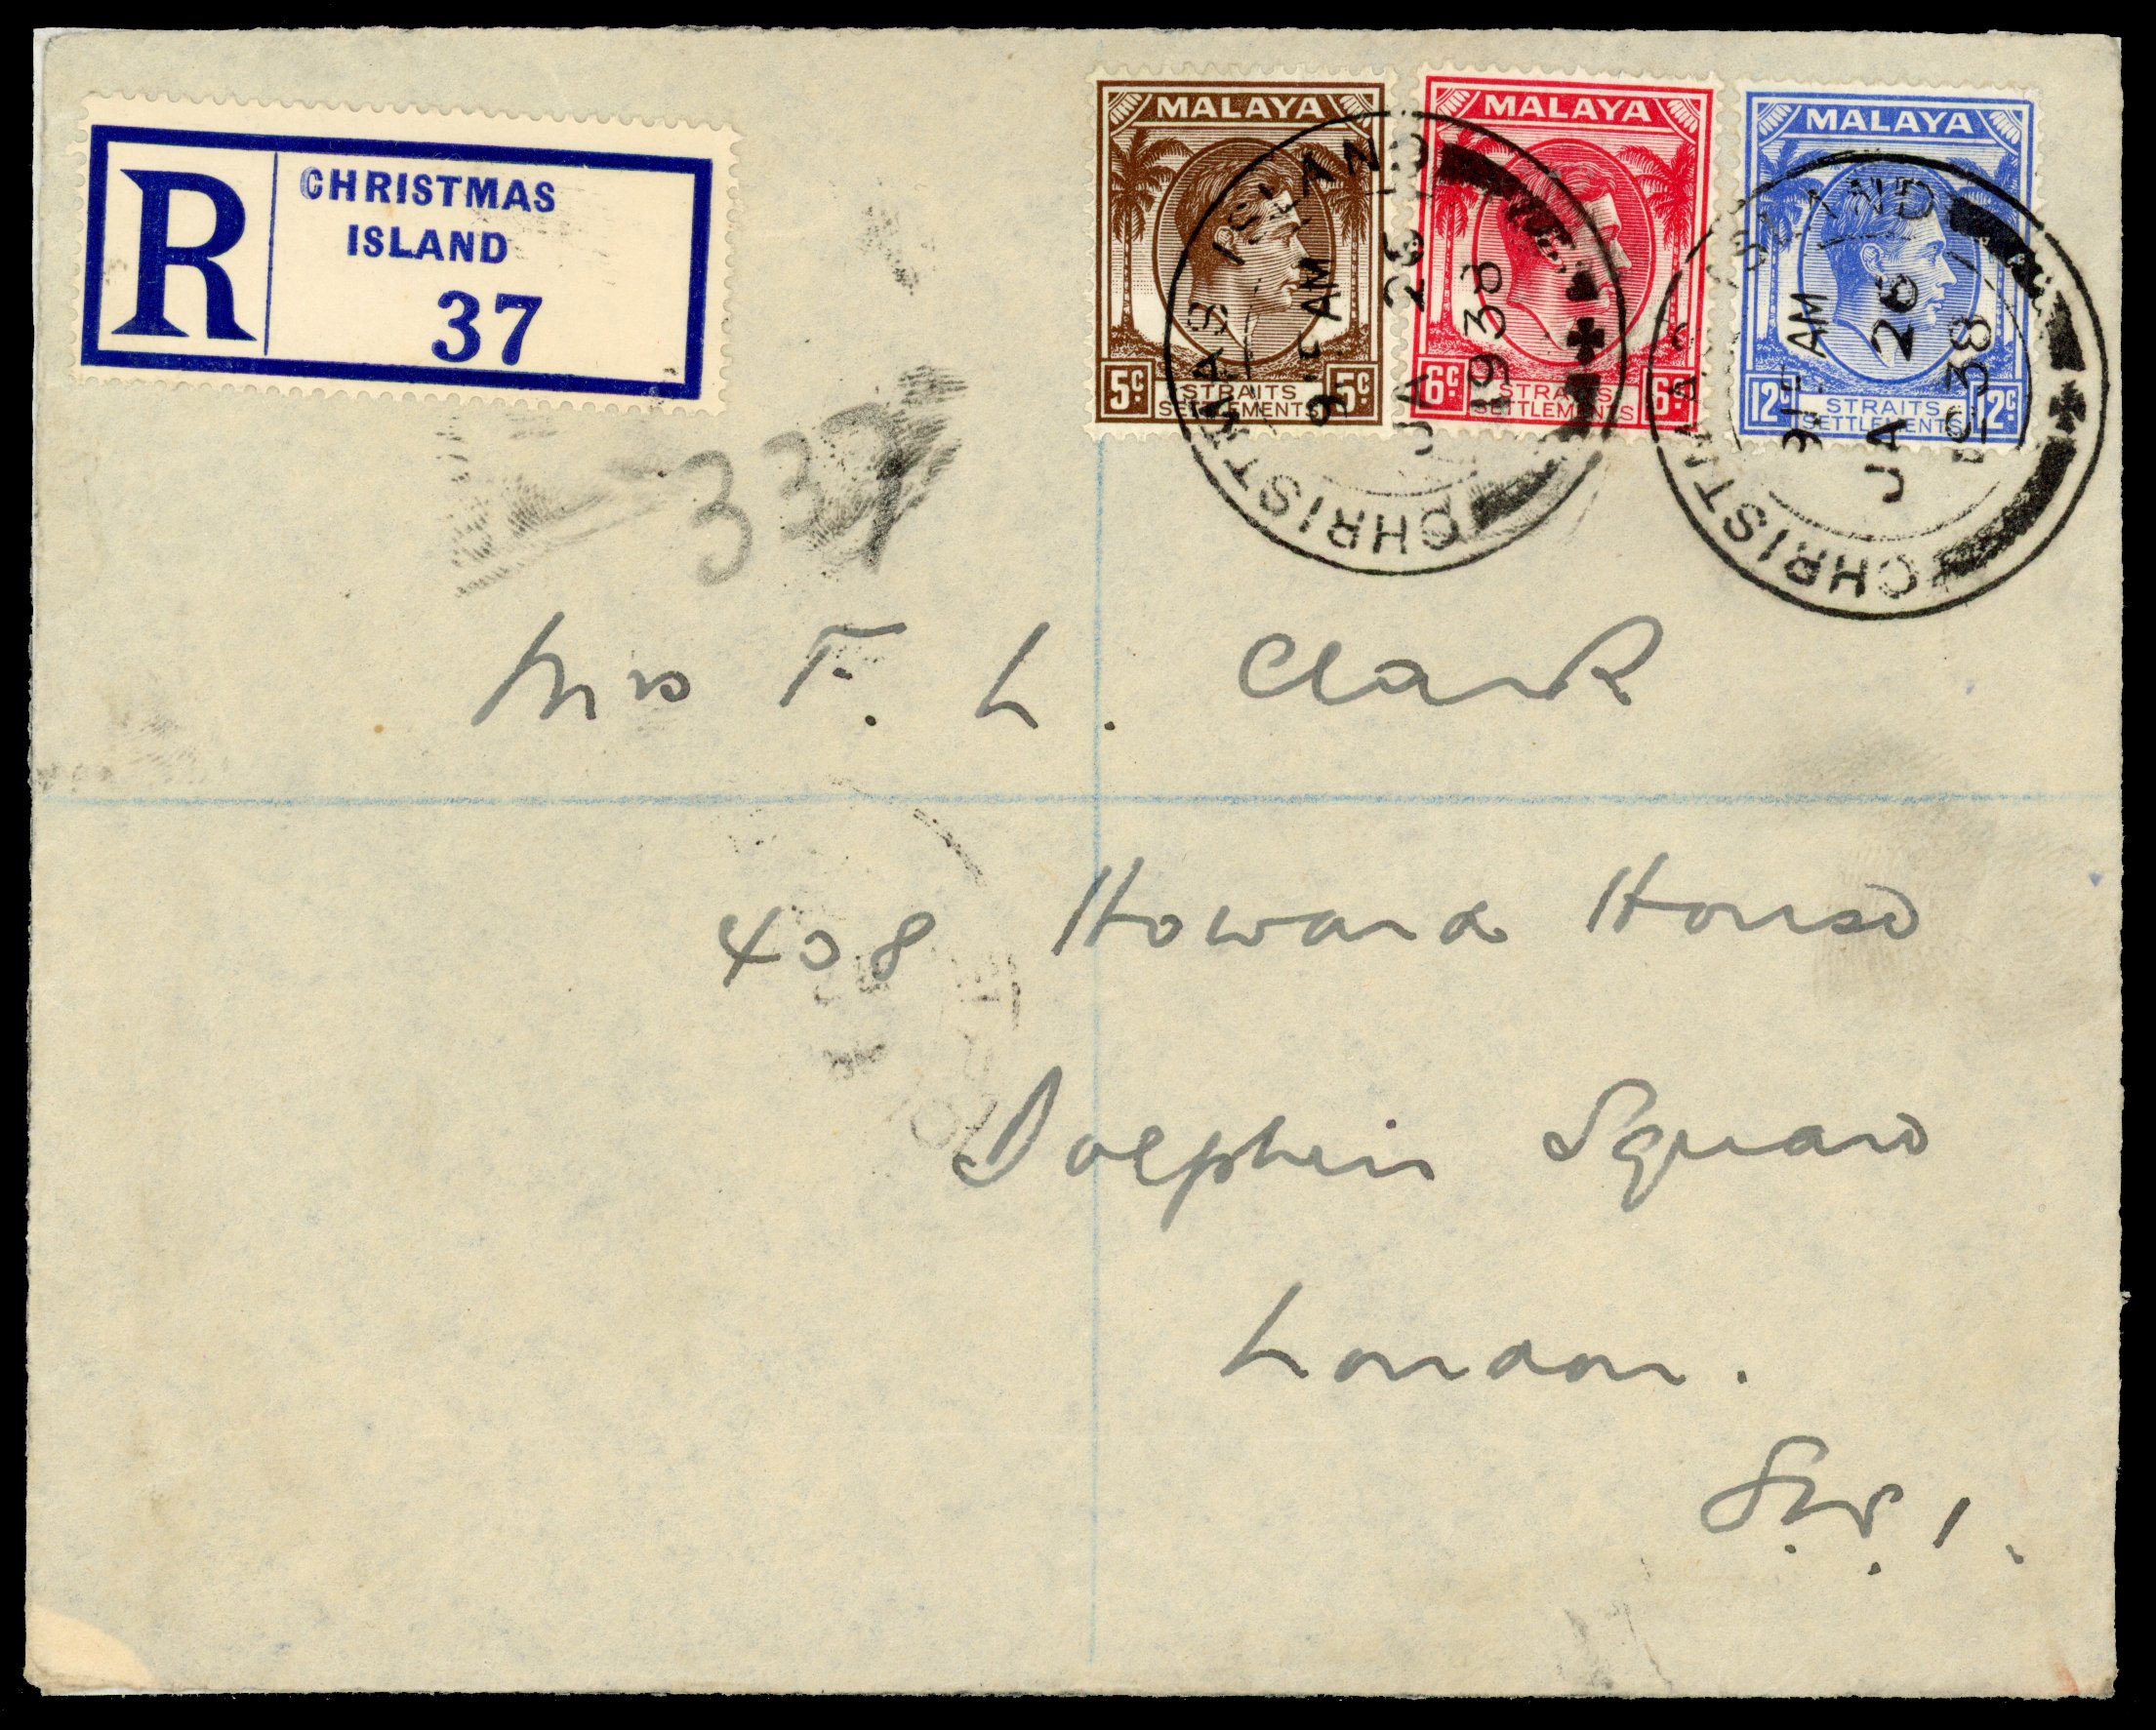 R
CHRISTMAS
ISLAND
37
MALAYA
5c
STRAITS
SETTLEMENTS
5c
MALAYA
6c
STRAITS
SETTLEMENTS
6c
MALAYA
12c
STRAITS
SETTLEMENTS
12c
CHRISTMAS ISLAND
AM
JA 26
1938
CHRISTMAS ISLAND
AM
JA 26
1938
337
Mrs F. L. Clark
408 Howard House
Dolphin Square
London.
S.W.1.